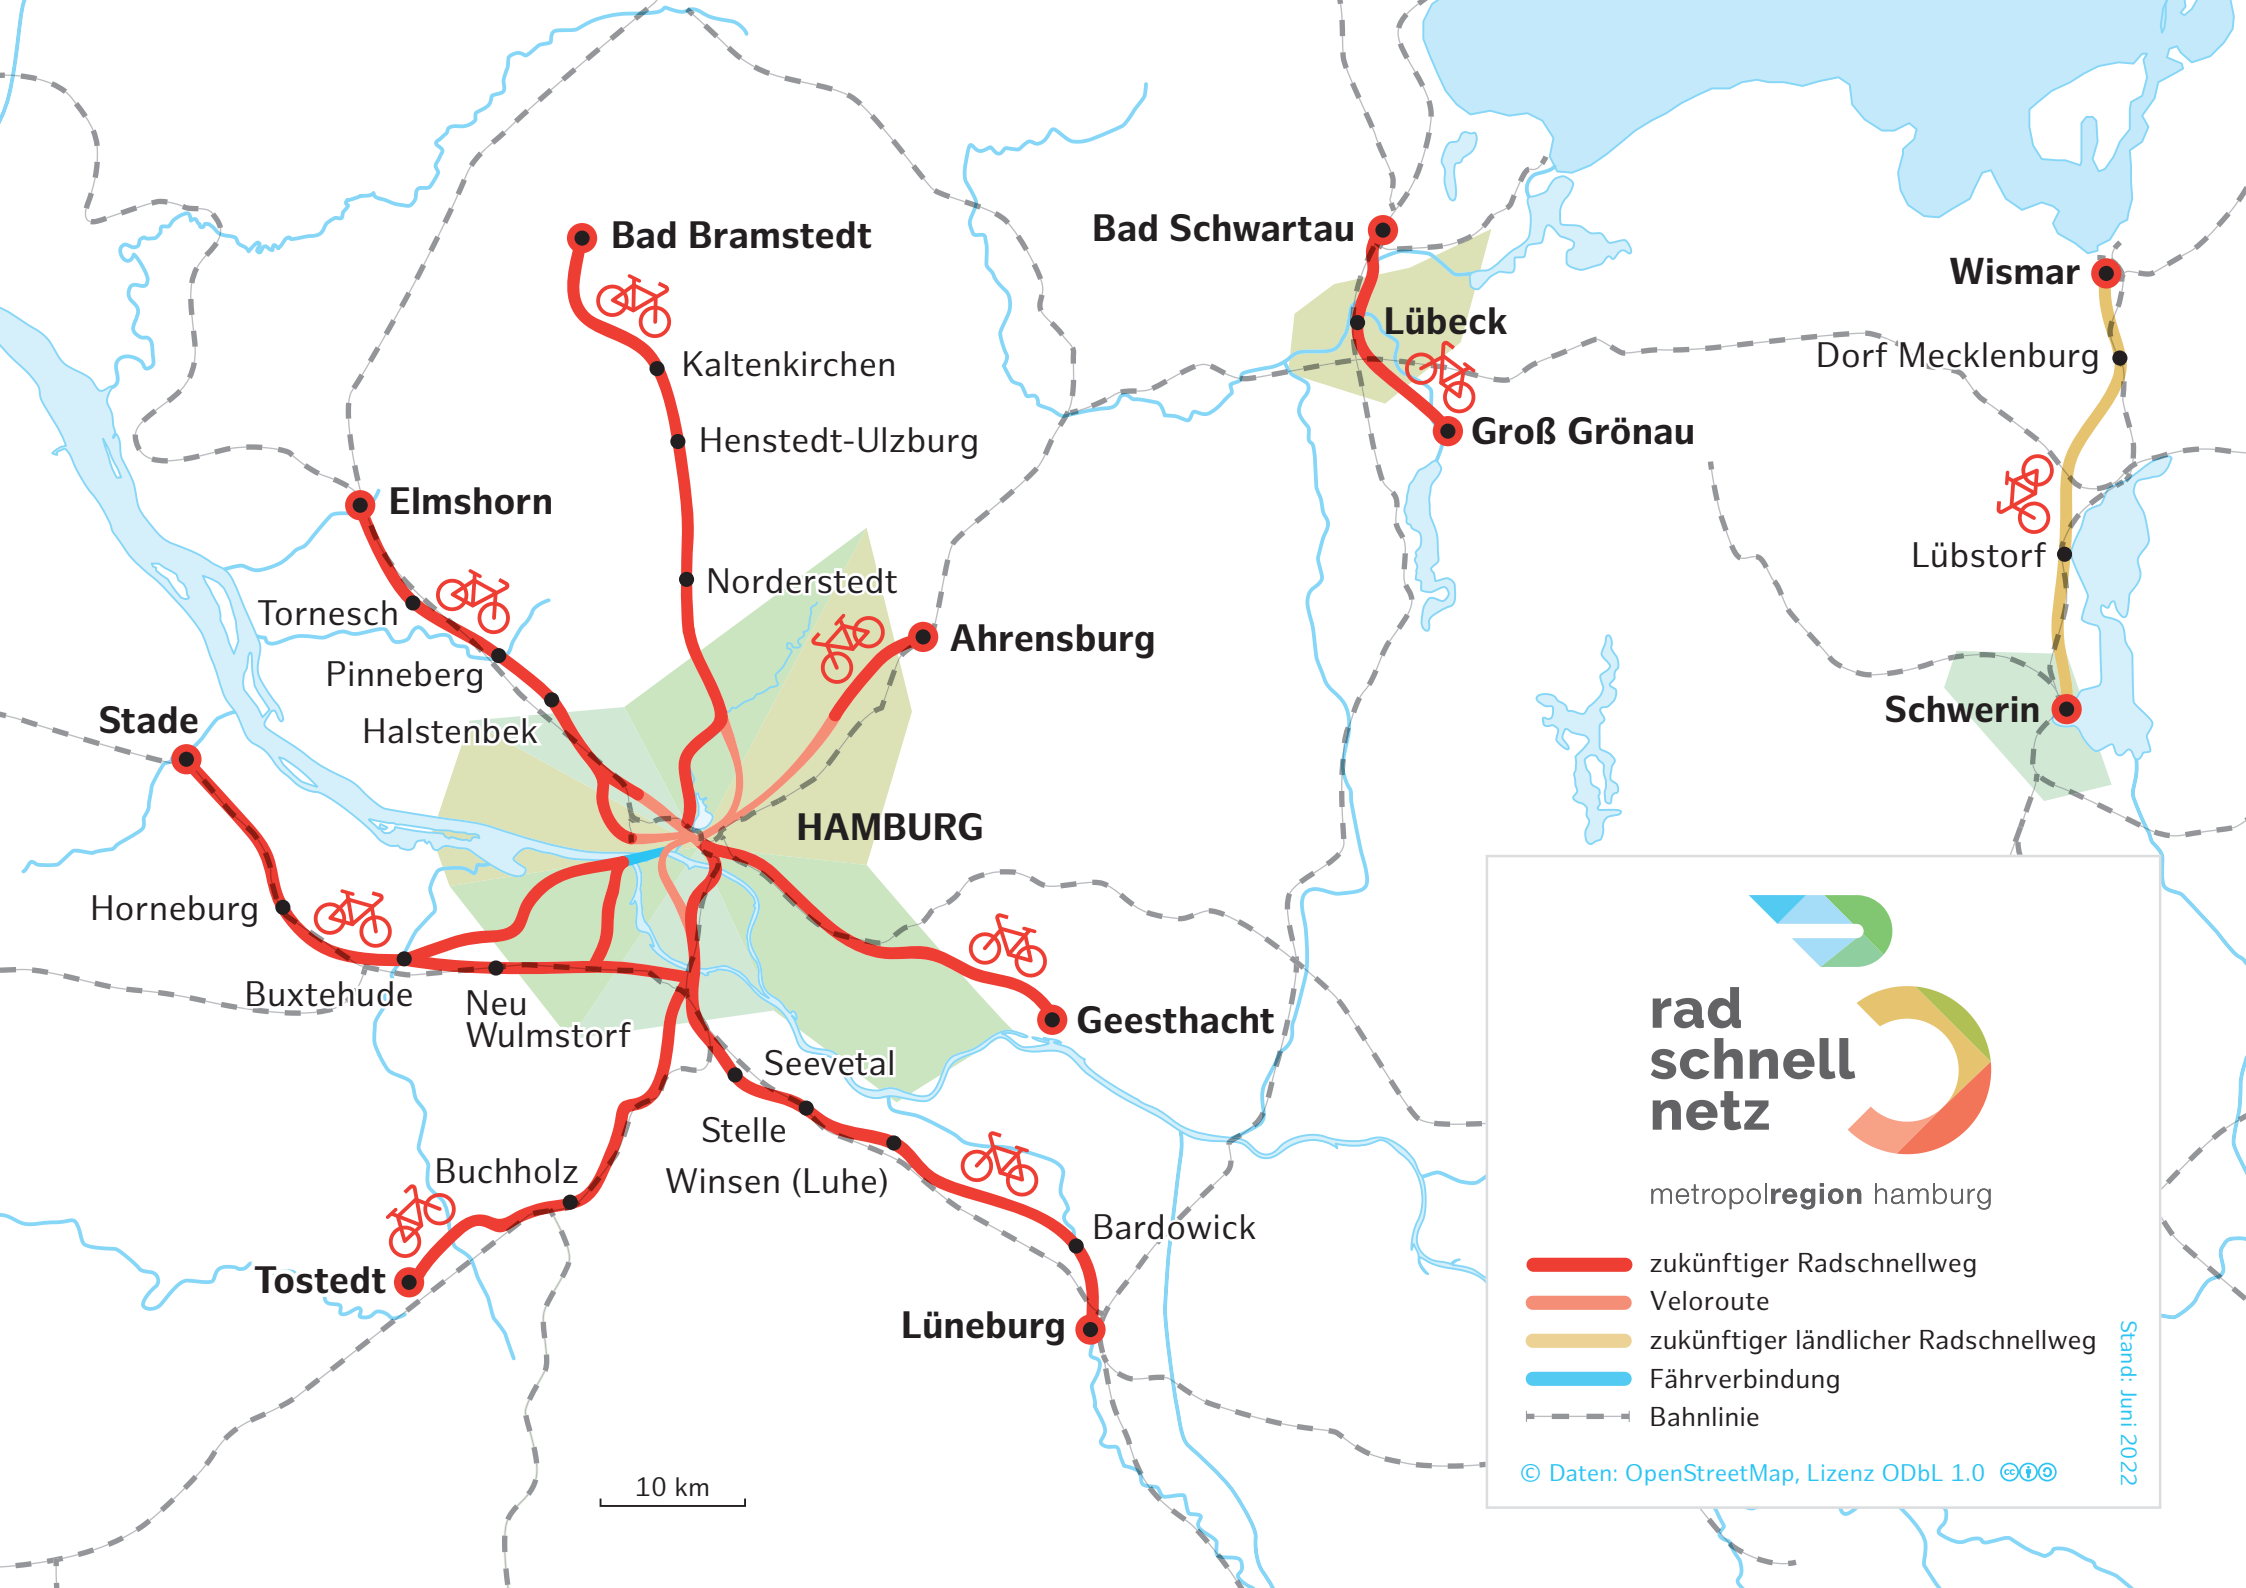 Bad Bramstedt
Kaltenkirchen
Henstedt-Ulzburg
Norderstedt
Elmshorn
Tornesch
Pinneberg
Halstenbek
Ahrensburg
Stade
Horneburg
Buxtehude
Neu
Wulmstorf
HAMBURG
Geesthacht
Seevetal
Stelle
Winsen (Luhe)
Bardowick
Lüneburg
Buchholz
Tostedt
Bad Schwartau
Lübeck
Groß Grönau
Wismar
Dorf Mecklenburg
Lübstorf
Schwerin
10 km
rad
schnell
netz
metropolregion hamburg
zukünftiger Radschnellweg
Veloroute
zukünftiger ländlicher Radschnellweg
Fährverbindung
Bahnlinie
© Daten: OpenStreetMap, Lizenz ODbL 1.0
Stand: Juni 2022